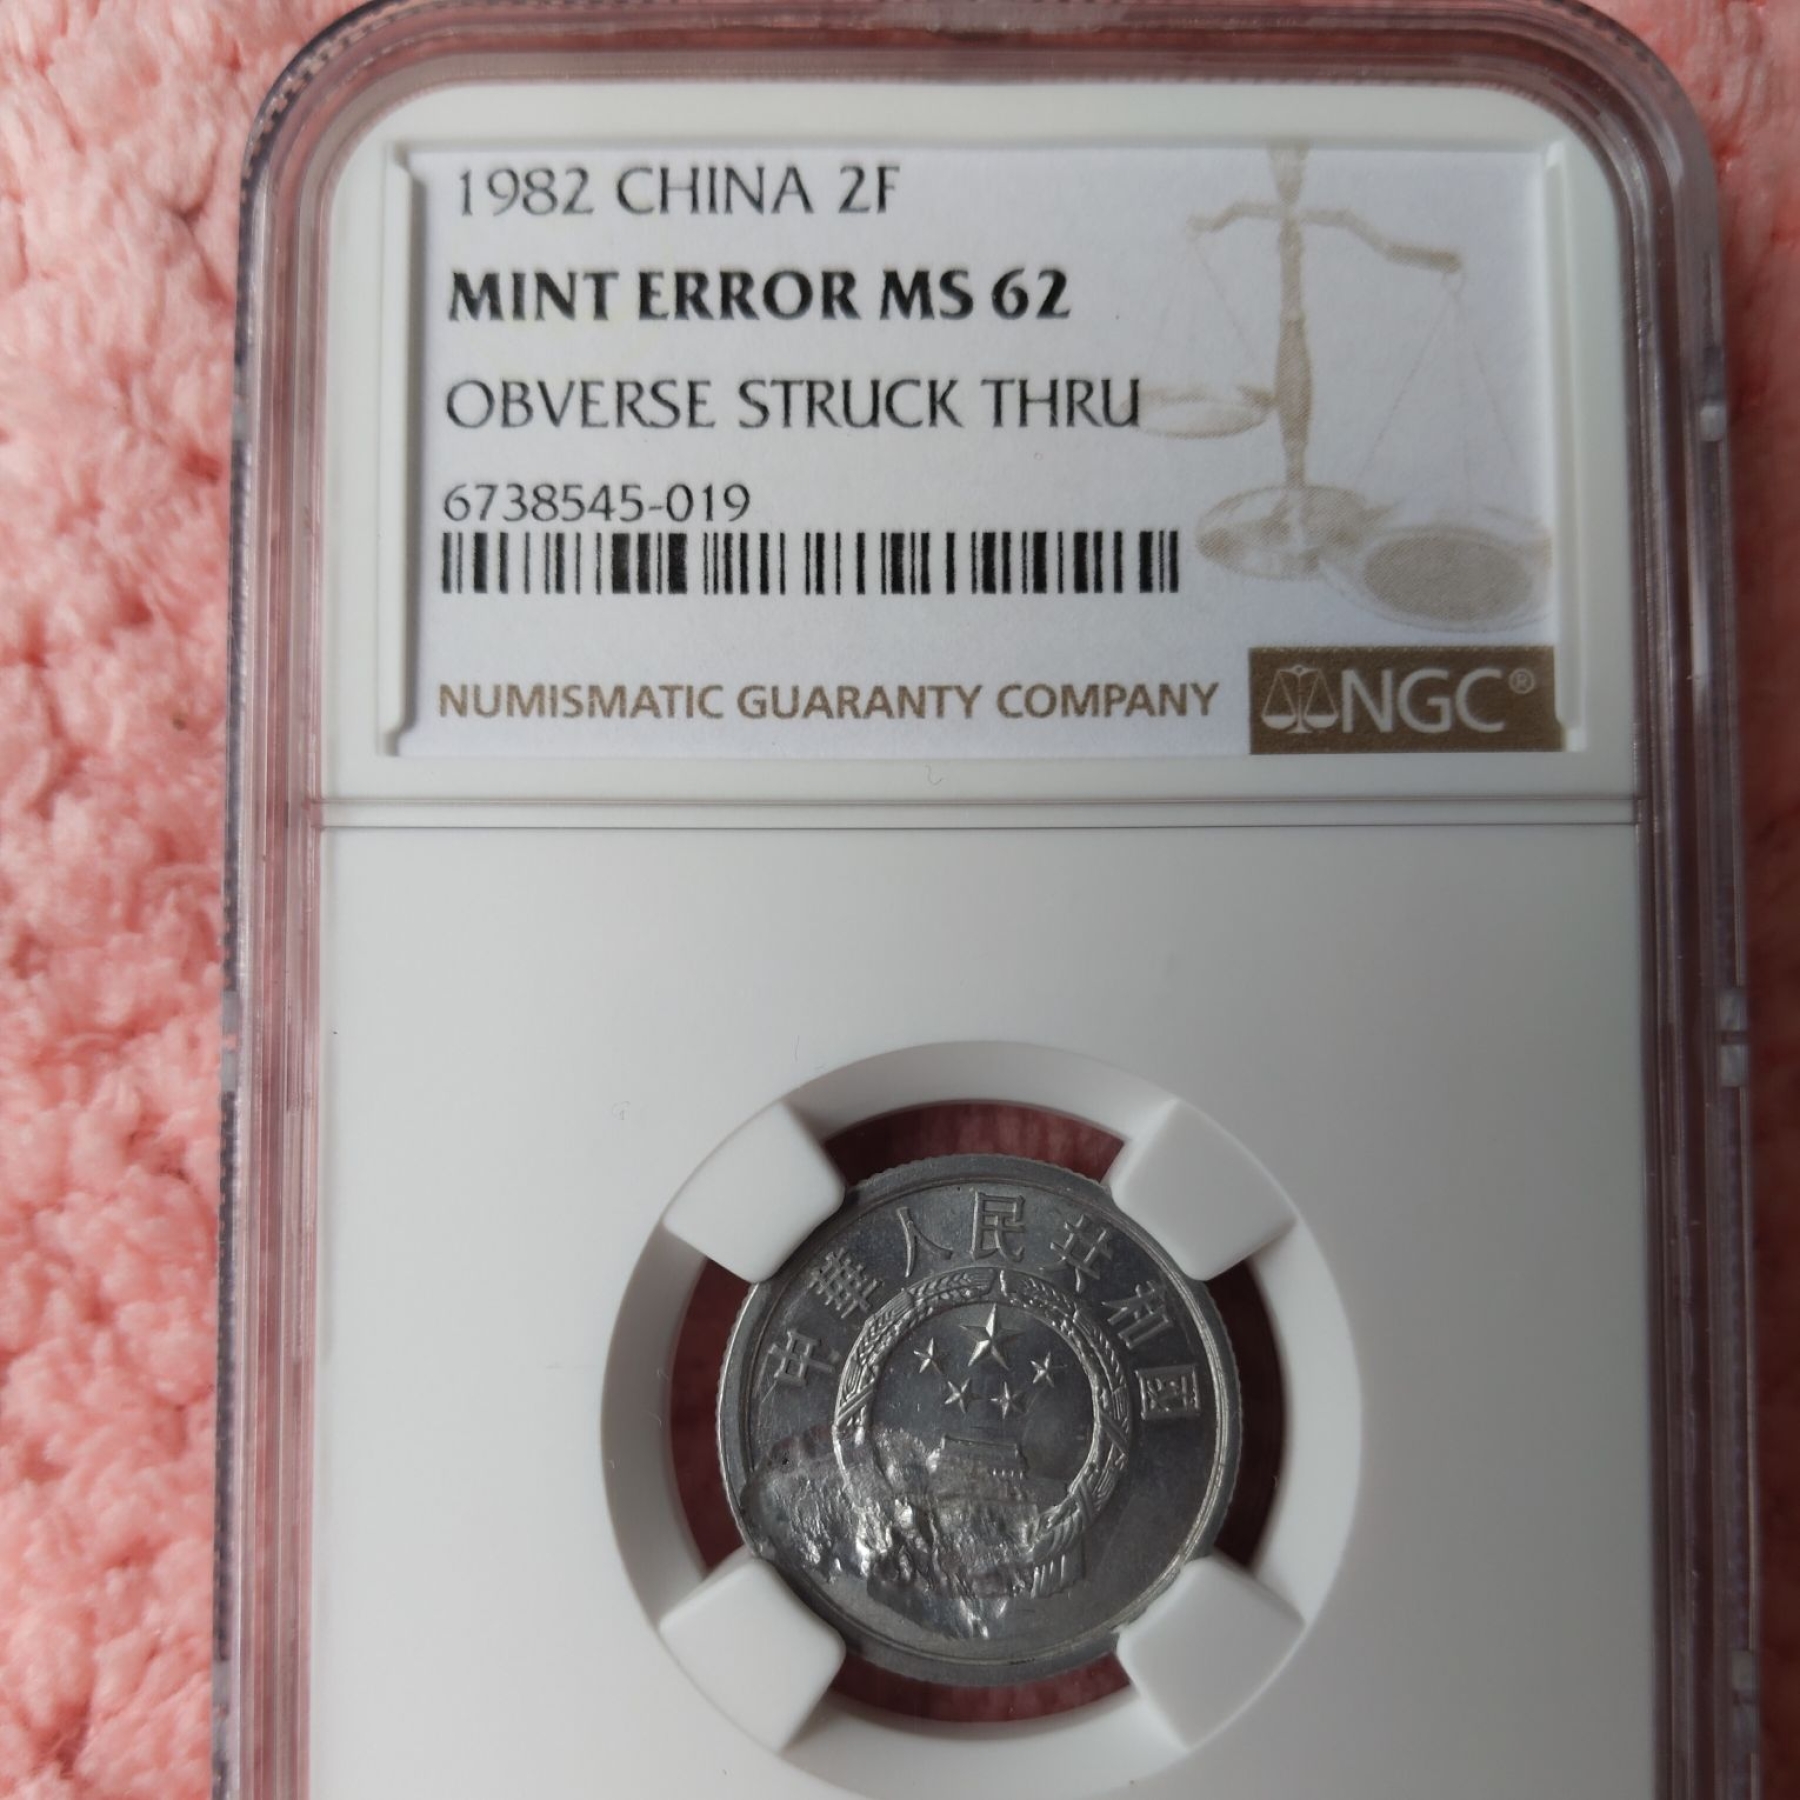 1982 CHINA 2F
MINT ERROR MS 62
OBVERSE STRUCK THRU
6738545-019
NUMISMATIC GUARANTY COMPANY
NGC®
中華人民共和國